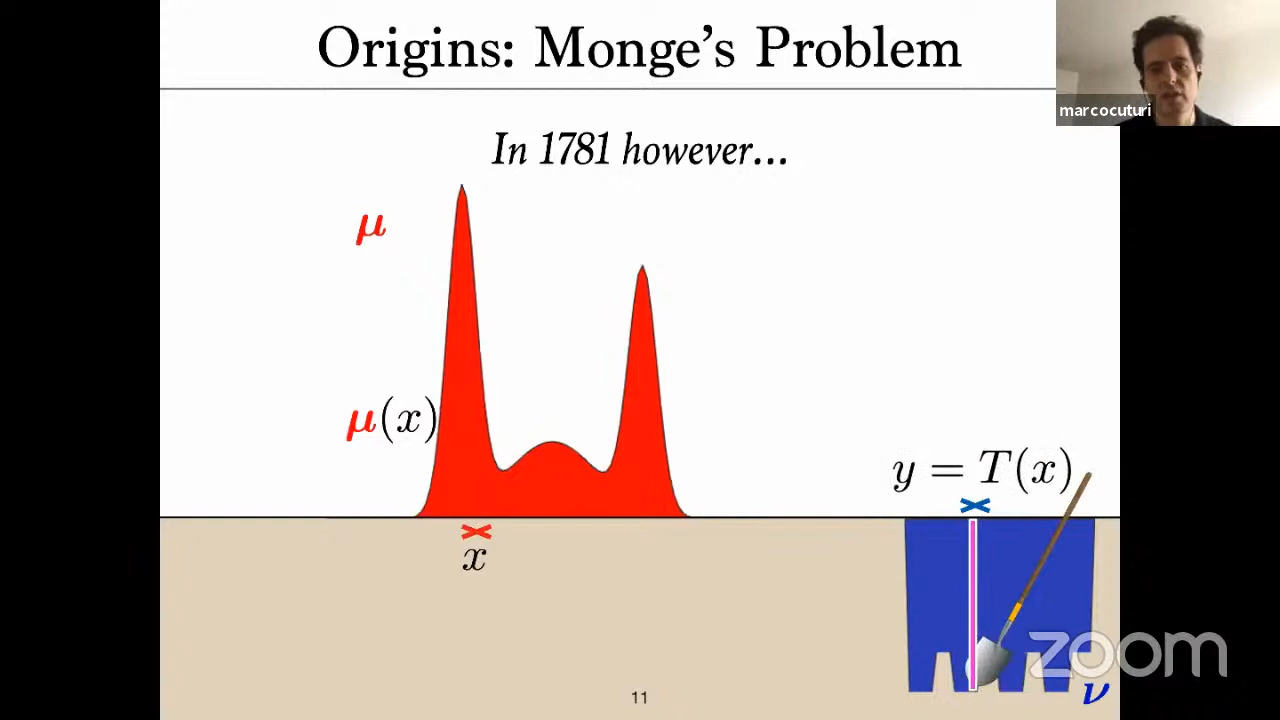 Origins: Monge's Problem
marcocuturi
In 1781 however...
μ
μ(x)
y = T(x)
x
zoom
ν
11